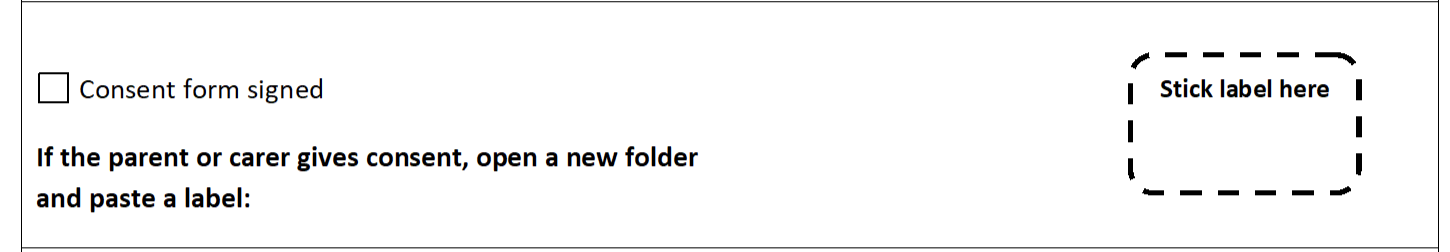 Consent form signed
Stick label here
If the parent or carer gives consent, open a new folder
and paste a label: